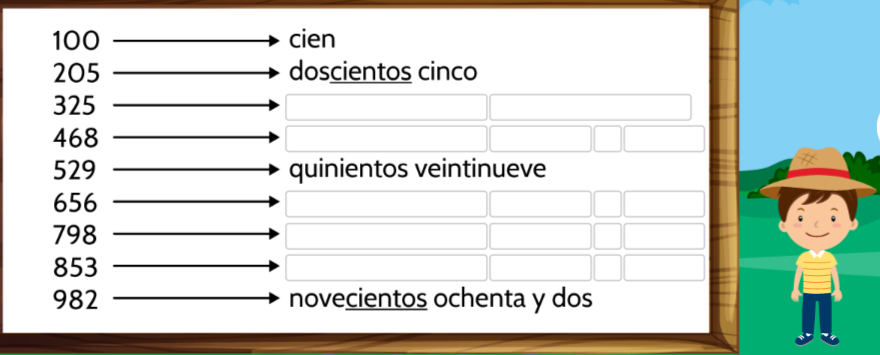 100 cien
205 doscientos cinco
325
468
529 quinientos veintinueve
656
798
853
982 novecientos ochenta y dos